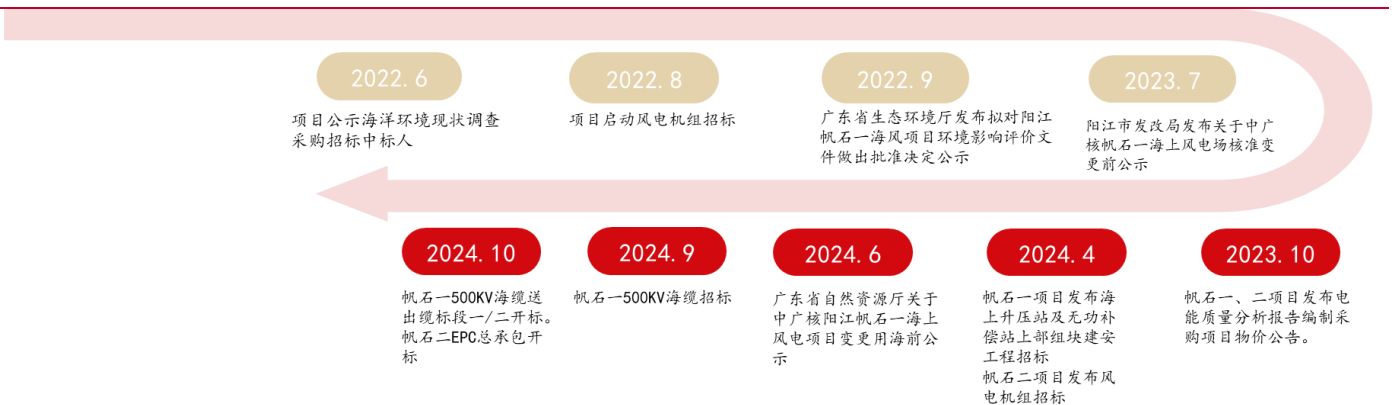 2022.6
项目公示海洋环境现状调查
采购招标中标人
2022.8
项目启动风电机组招标
2022.9
广东省生态环境厅发布拟对阳江
帆石一海风项目环境影响评价文
件做出批准决定公示
2023.7
阳江市发改局发布关于中广
核帆石一海上风电场核准变
更前公示
2024.10
帆石一500KV海缆送
出缆标段一/二开标。
帆石二EPC总承包开
标
2024.9
帆石一500KV海缆招标
2024.6
广东省自然资源厅关于
中广核阳江帆石一海上
风电项目变更用海前公
示
2024.4
帆石一项目发布海
上升压站及无功补
偿站上部组块建安
工程招标
帆石二项目发布风
电机组招标
2023.10
帆石一、二项目发布电
能质量分析报告编制采
购项目物价公告。